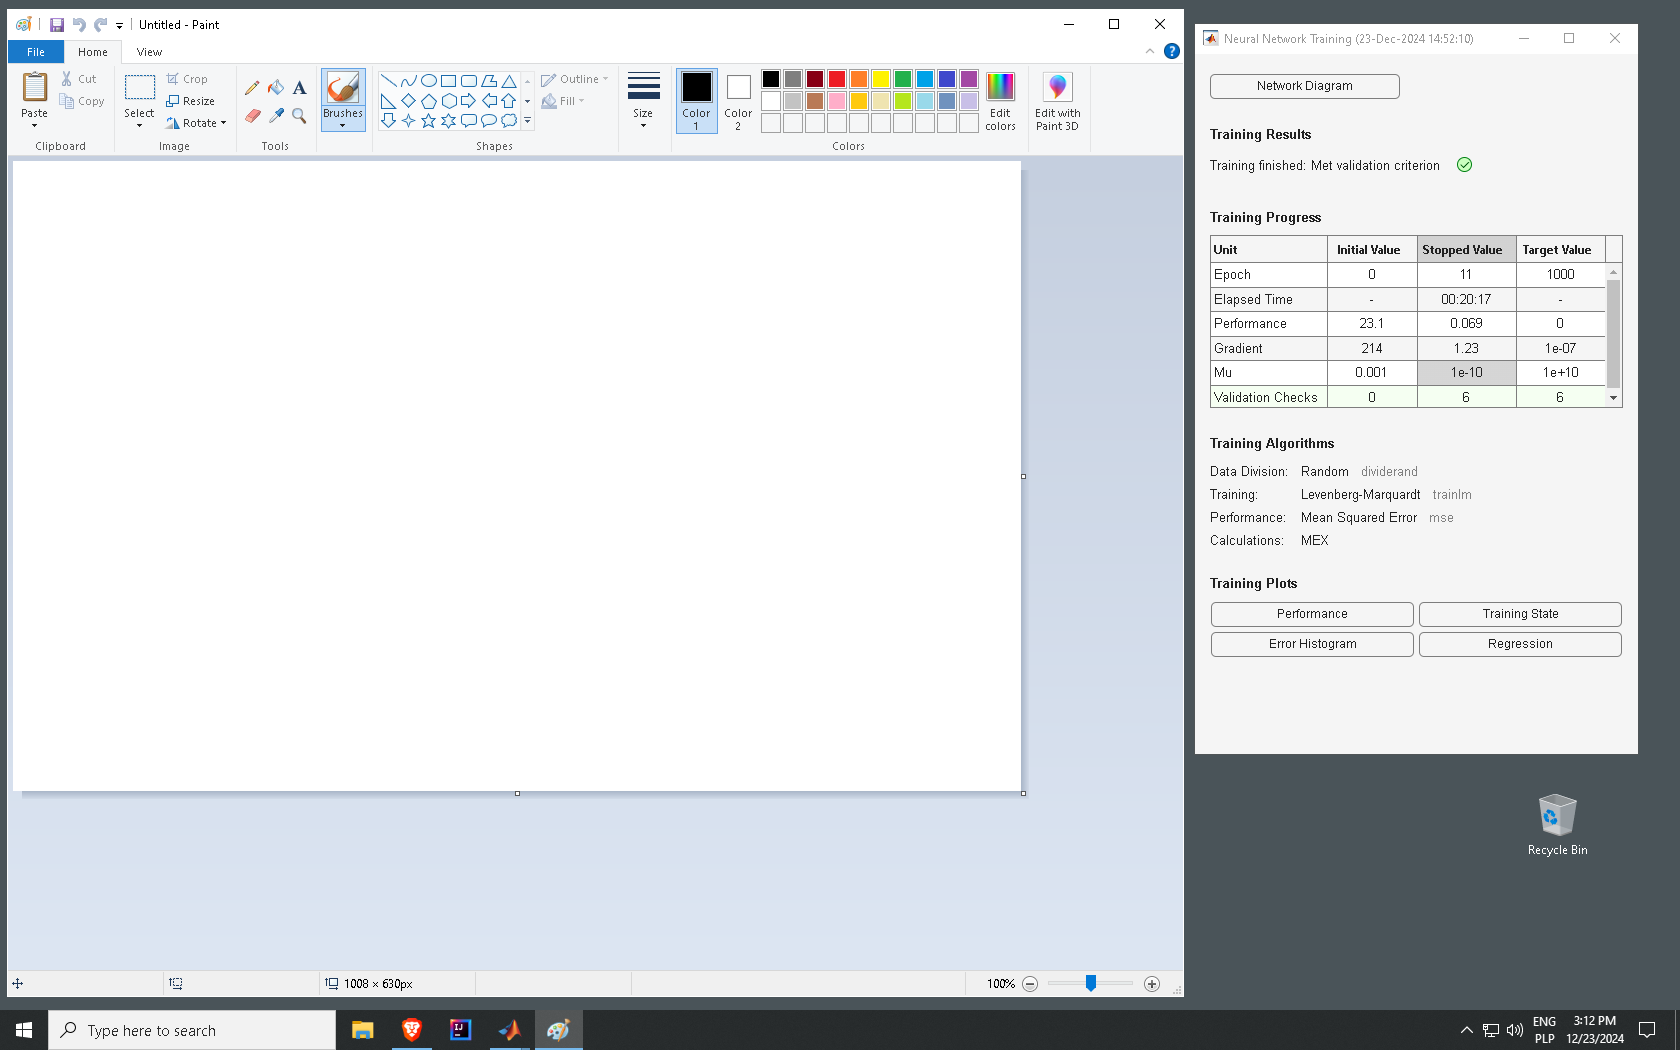 Untitled - Paint
File
Home
View
Paste
Cut
Copy
Clipboard
Select
Crop
Resize
Rotate
Image
Tools
Brushes
Shapes
Outline
Fill
Size
Color
1
Color
2
Edit
colors
Colors
Edit with
Paint 3D
1008 × 630px
100%
Neural Network Training (23-Dec-2024 14:52:10)
Network Diagram
Training Results
Training finished: Met validation criterion
Training Progress
Unit Initial Value Stopped Value Target Value
Epoch 0 11 1000
Elapsed Time - 00:20:17 -
Performance 23.1 0.069 0
Gradient 214 1.23 1e-07
Mu 0.001 1e-10 1e+10
Validation Checks 0 6 6
Training Algorithms
Data Division: Random dividerand
Training: Levenberg-Marquardt trainlm
Performance: Mean Squared Error mse
Calculations: MEX
Training Plots
Performance
Training State
Error Histogram
Regression
Recycle Bin
Type here to search
ENG
PLP
3:12 PM
12/23/2024